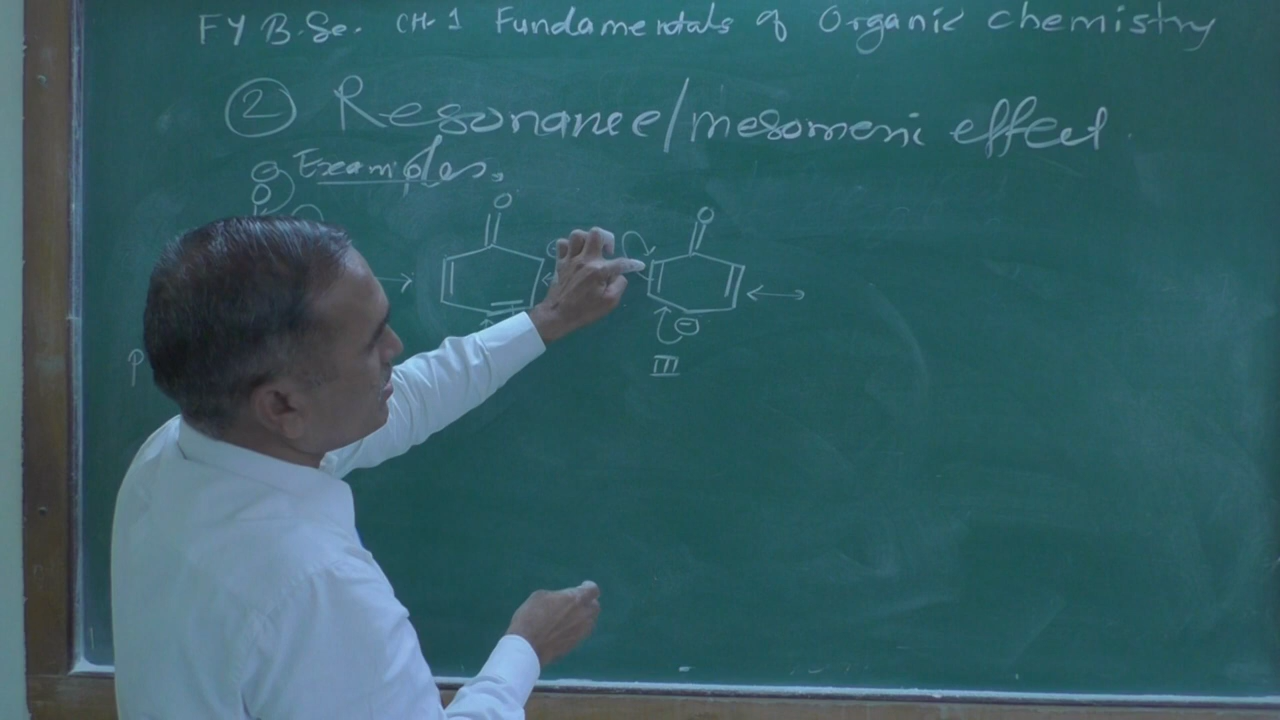 FY B.Sc. CH-1 Fundamentals of Organic chemistry
② Resonance/mesomeric effect.
Examples,
O O
⊖
III
P